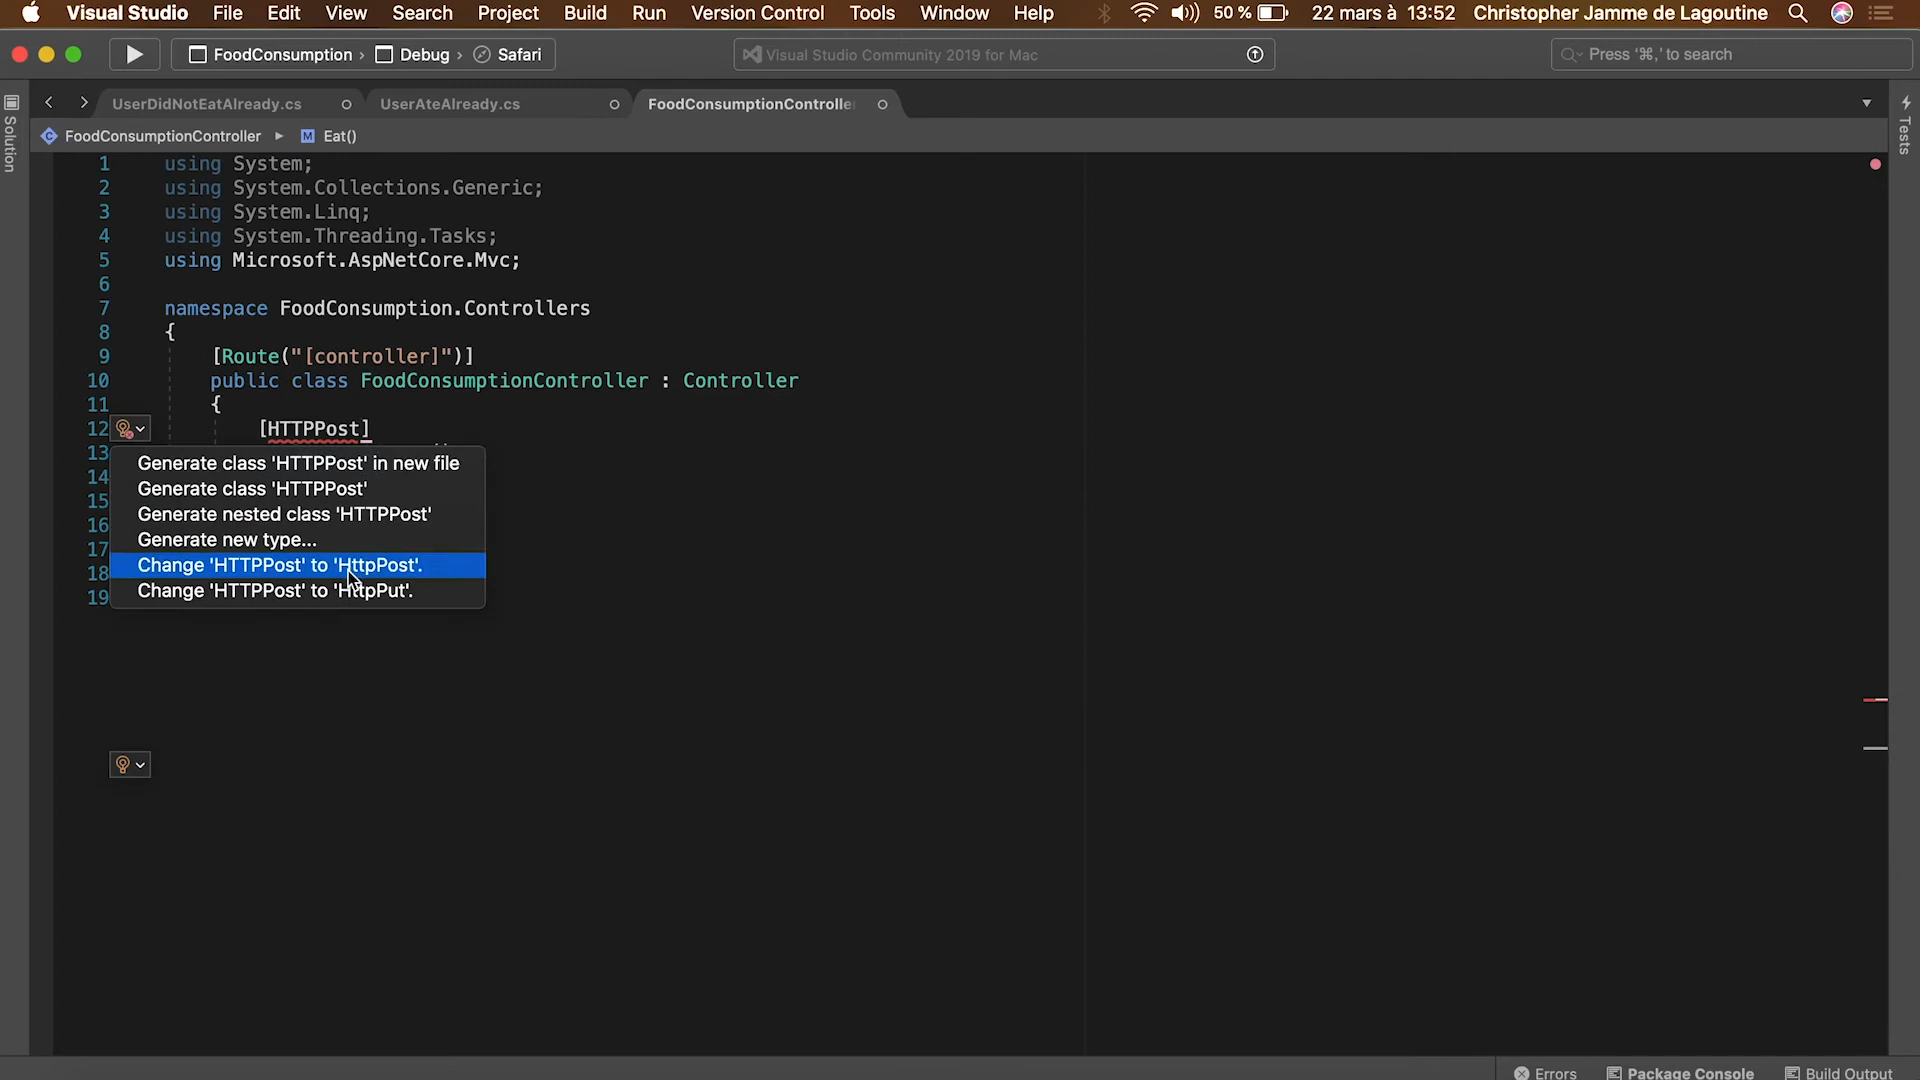 Visual Studio File Edit View Search Project Build Run Version Control Tools Window Help 50 % 22 mars à 13:52 Christopher Jamme de Lagoutine
FoodConsumption › Debug › Safari Visual Studio Community 2019 for Mac Press ‘⌘,’ to search
Solution
UserDidNotEatAlready.cs UserAteAlready.cs FoodConsumptionControlle
Tests
FoodConsumptionController Eat()
1 using System;
2 using System.Collections.Generic;
3 using System.Linq;
4 using System.Threading.Tasks;
5 using Microsoft.AspNetCore.Mvc;
6
7 namespace FoodConsumption.Controllers
8 {
9 [Route("[controller]")]
10 public class FoodConsumptionController : Controller
11 {
12 [HTTPPost]
13
Generate class 'HTTPPost' in new file
14 Generate class 'HTTPPost'
15 Generate nested class 'HTTPPost'
16 Generate new type...
17
18 Change 'HTTPPost' to 'HttpPost'.
19 Change 'HTTPPost' to 'HttpPut'.
Errors Package Console Build Output